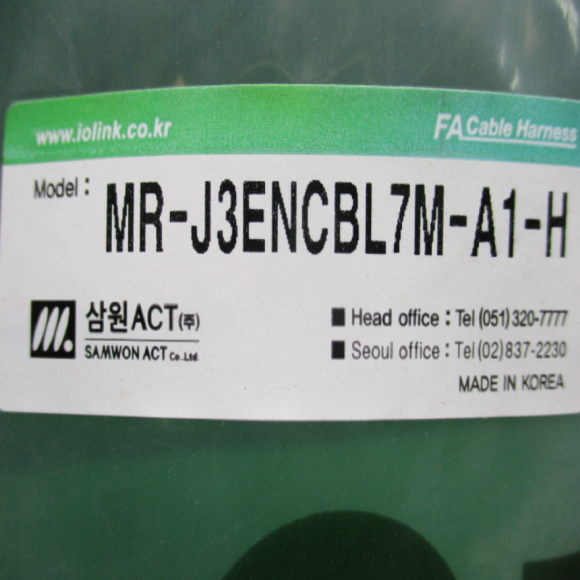 www.iolink.co.kr
FA Cable Harness
Model : MR-J3ENCBL7M-A1-H
삼원ACT(주)
SAMWON ACT Co.,Ltd.
■ Head office : Tel (051) 320-7777
■ Seoul office : Tel (02) 837-2230
MADE IN KOREA